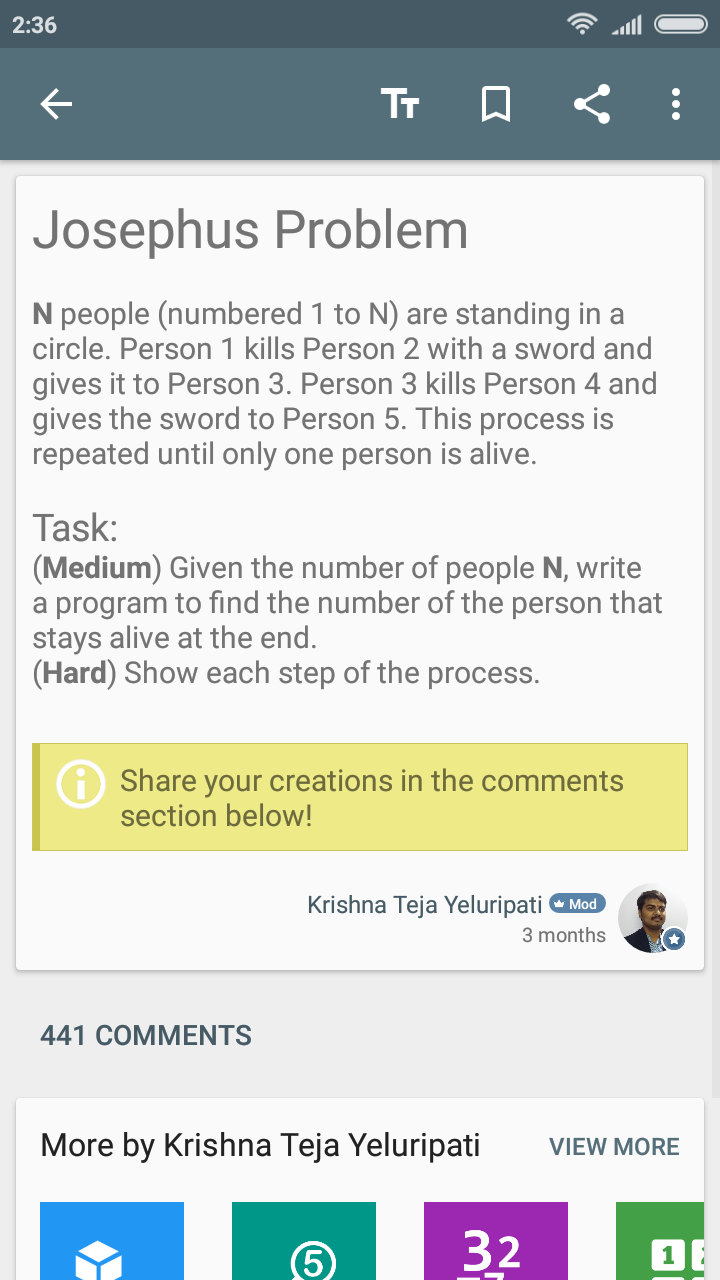 2:36
Josephus Problem
N people (numbered 1 to N) are standing in a
circle. Person 1 kills Person 2 with a sword and
gives it to Person 3. Person 3 kills Person 4 and
gives the sword to Person 5. This process is
repeated until only one person is alive.
Task:
(Medium) Given the number of people N, write
a program to find the number of the person that
stays alive at the end.
(Hard) Show each step of the process.
Share your creations in the comments
section below!
Krishna Teja Yeluripati Mod
3 months
441 COMMENTS
More by Krishna Teja Yeluripati VIEW MORE
5
32
1